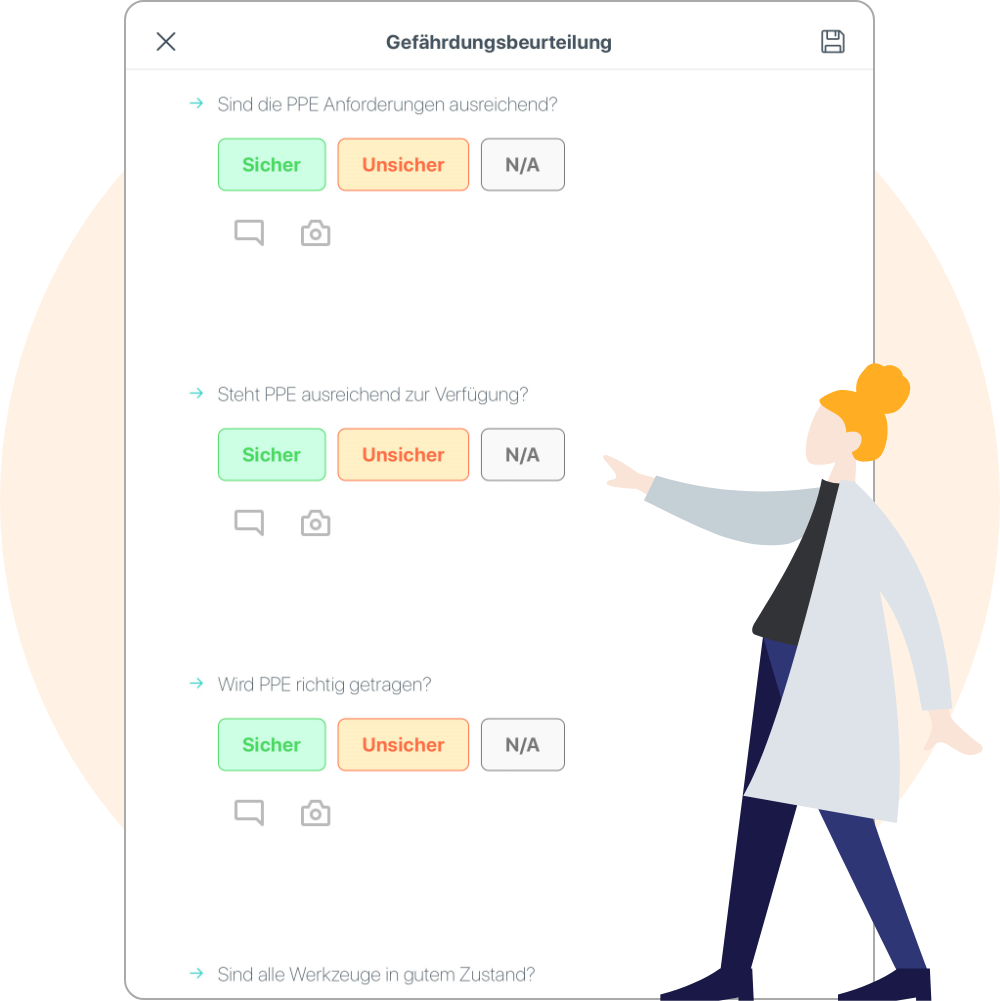 Gefährdungsbeurteilung
Sind die PPE Anforderungen ausreichend?
Sicher Unsicher N/A
Steht PPE ausreichend zur Verfügung?
Sicher Unsicher N/A
Wird PPE richtig getragen?
Sicher Unsicher N/A
Sind alle Werkzeuge in gutem Zustand?